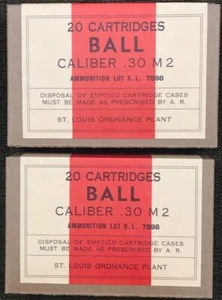 20 CARTRIDGES
BALL
CALIBER .30 M2
AMMUNITION LOT S.L. 7698
DISPOSAL OF EMPTIED CARTRIDGE CASES
MUST BE MADE AS PRESCRIBED BY A. R.
ST. LOUIS ORDNANCE PLANT
20 CARTRIDGES
BALL
CALIBER .30 M2
AMMUNITION LOT S.L. 7698
DISPOSAL OF EMPTIED CARTRIDGE CASES
MUST BE MADE AS PRESCRIBED BY A. R.
ST. LOUIS ORDNANCE PLANT